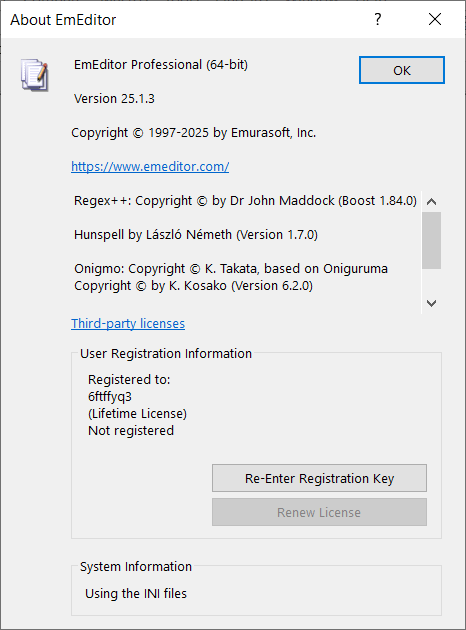 About EmEditor
?
EmEditor Professional (64-bit)
OK
Version 25.1.3
Copyright © 1997-2025 by Emurasoft, Inc.
https://www.emeditor.com/
Regex++: Copyright © by Dr John Maddock (Boost 1.84.0)
Hunspell by László Németh (Version 1.7.0)
Onigmo: Copyright © K. Takata, based on Oniguruma
Copyright © by K. Kosako (Version 6.2.0)
Third-party licenses
User Registration Information
Registered to:
6ftffyq3
(Lifetime License)
Not registered
Re-Enter Registration Key
Renew License
System Information
Using the INI files